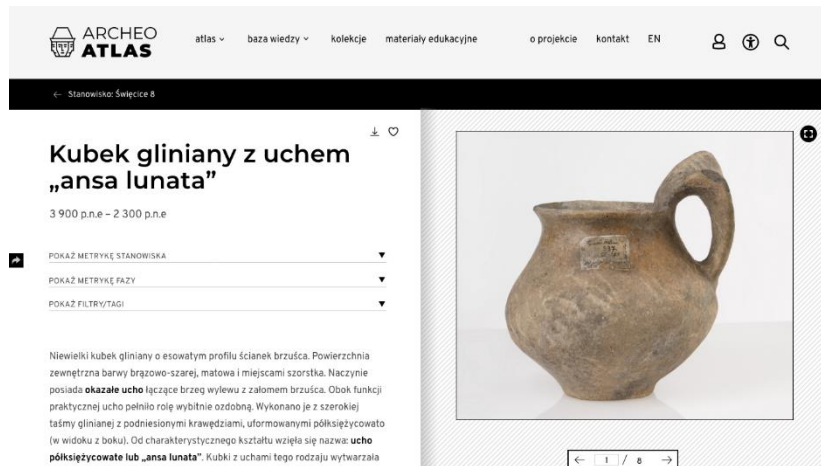 ARCHEO
ATLAS
atlas baza wiedzy kolekcje materiały edukacyjne o projekcie kontakt EN
← Stanowisko: Święcice 8
Kubek gliniany z uchem
„ansa lunata”
3 900 p.n.e – 2 300 p.n.e
POKAŻ METRYKĘ STANOWISKA
POKAŻ METRYKĘ FAZY
POKAŻ FILTRY/TAGI
Niewielki kubek gliniany o esowatym profilu ścianek brzuśca. Powierzchnia
zewnętrzna barwy brązowo-szarej, matowa i miejscami szorstka. Naczynie
posiada okazałe ucho łączące brzeg wylewu z załomem brzuśca. Obok funkcji
praktycznej ucho pełniło rolę wybitnie ozdobną. Wykonano je z szerokiej
taśmy glinianej z podniesionymi krawędziami, uformowanymi półksiężycowato
(w widoku z boku). Od charakterystycznego kształtu wzięła się nazwa: ucho
półksiężycowate lub „ansa lunata”. Kubki z uchami tego rodzaju wytwarzała
← 1 / 8 →